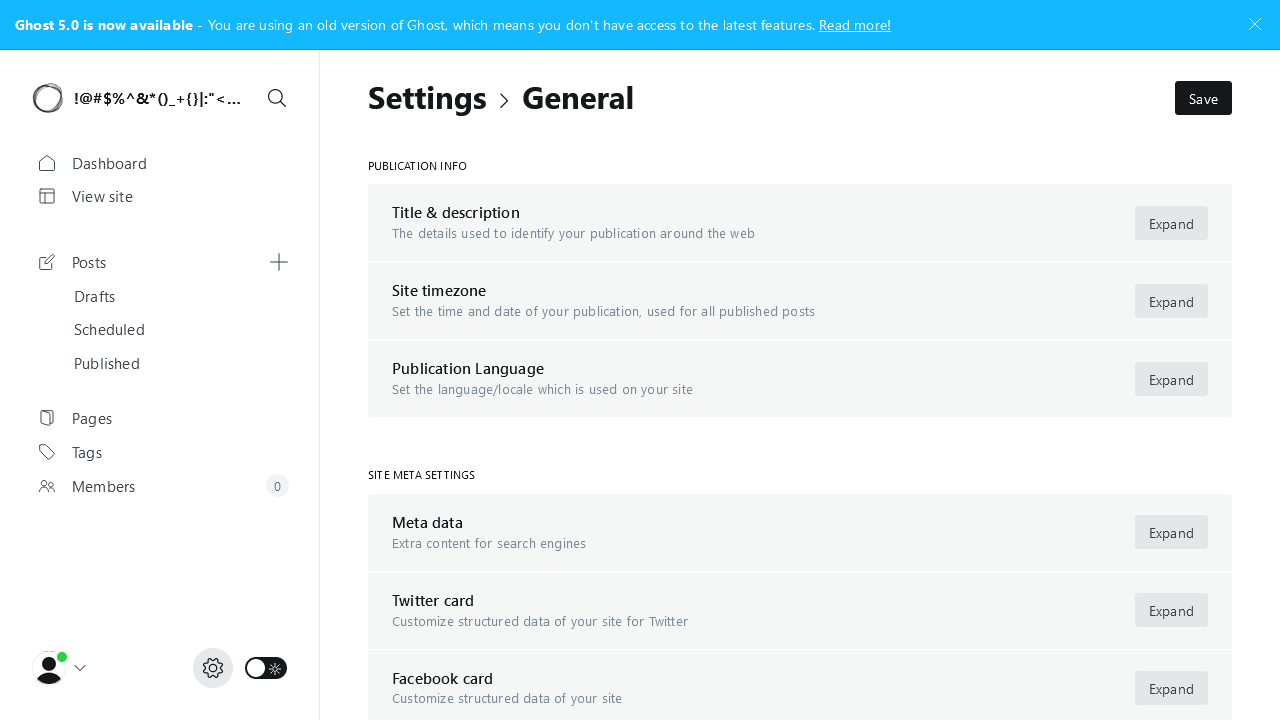 Ghost 5.0 is now available - You are using an old version of Ghost, which means you don't have access to the latest features. Read more!
!@#$%^&*()_+{}|:"<...
Settings > General
Save
Dashboard
View site
Posts
Drafts
Scheduled
Published
Pages
Tags
Members
0
PUBLICATION INFO
Title & description
The details used to identify your publication around the web
Expand
Site timezone
Set the time and date of your publication, used for all published posts
Expand
Publication Language
Set the language/locale which is used on your site
Expand
SITE META SETTINGS
Meta data
Extra content for search engines
Expand
Twitter card
Customize structured data of your site for Twitter
Expand
Facebook card
Customize structured data of your site
Expand